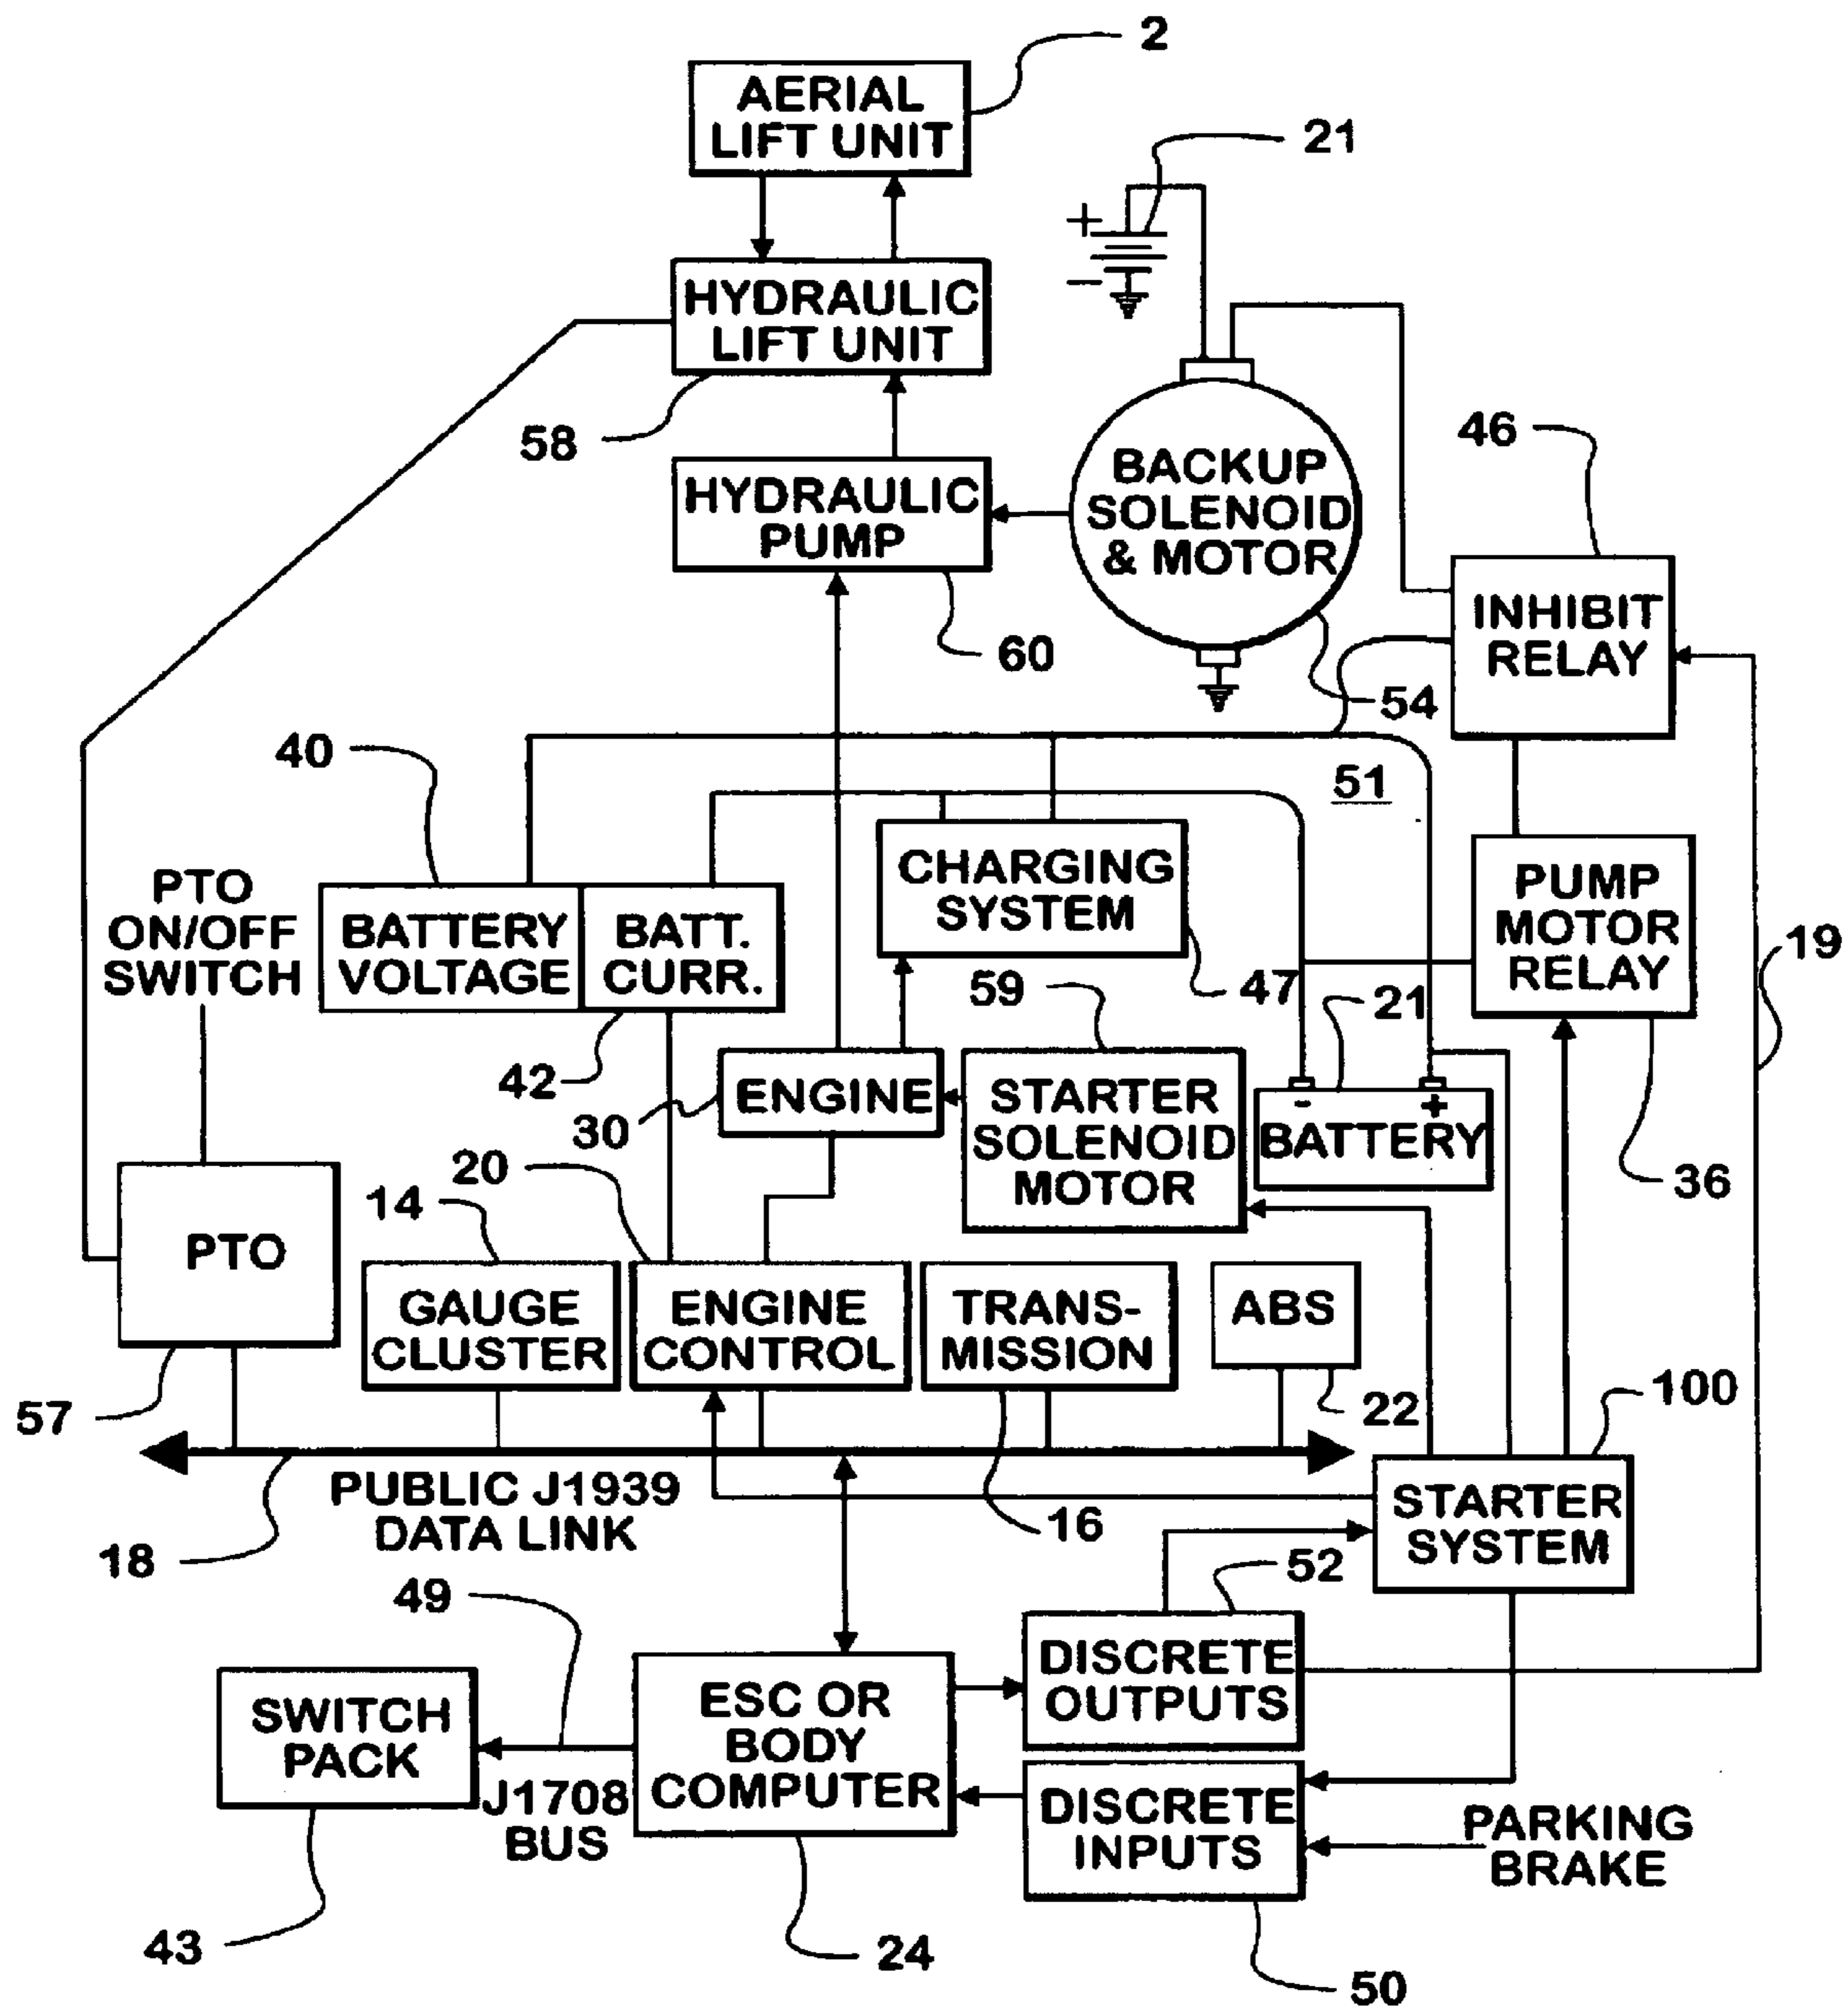 2
AERIAL
LIFT UNIT
21
+
−
HYDRAULIC
LIFT UNIT
58
46
BACKUP
SOLENOID
& MOTOR
HYDRAULIC
PUMP
INHIBIT
RELAY
60
54
40
51
CHARGING
SYSTEM
PTO
ON/OFF
SWITCH
BATTERY
VOLTAGE
BATT.
CURR.
PUMP
MOTOR
RELAY
19
59
47
21
42
ENGINE
30
STARTER
SOLENOID
MOTOR
- +
BATTERY
36
20
14
PTO
GAUGE
CLUSTER
ENGINE
CONTROL
TRANS-
MISSION
ABS
57
22
100
PUBLIC J1939
DATA LINK
18
16
STARTER
SYSTEM
52
49
SWITCH
PACK
J1708
BUS
ESC OR
BODY
COMPUTER
DISCRETE
OUTPUTS
DISCRETE
INPUTS
PARKING
BRAKE
43
24
50